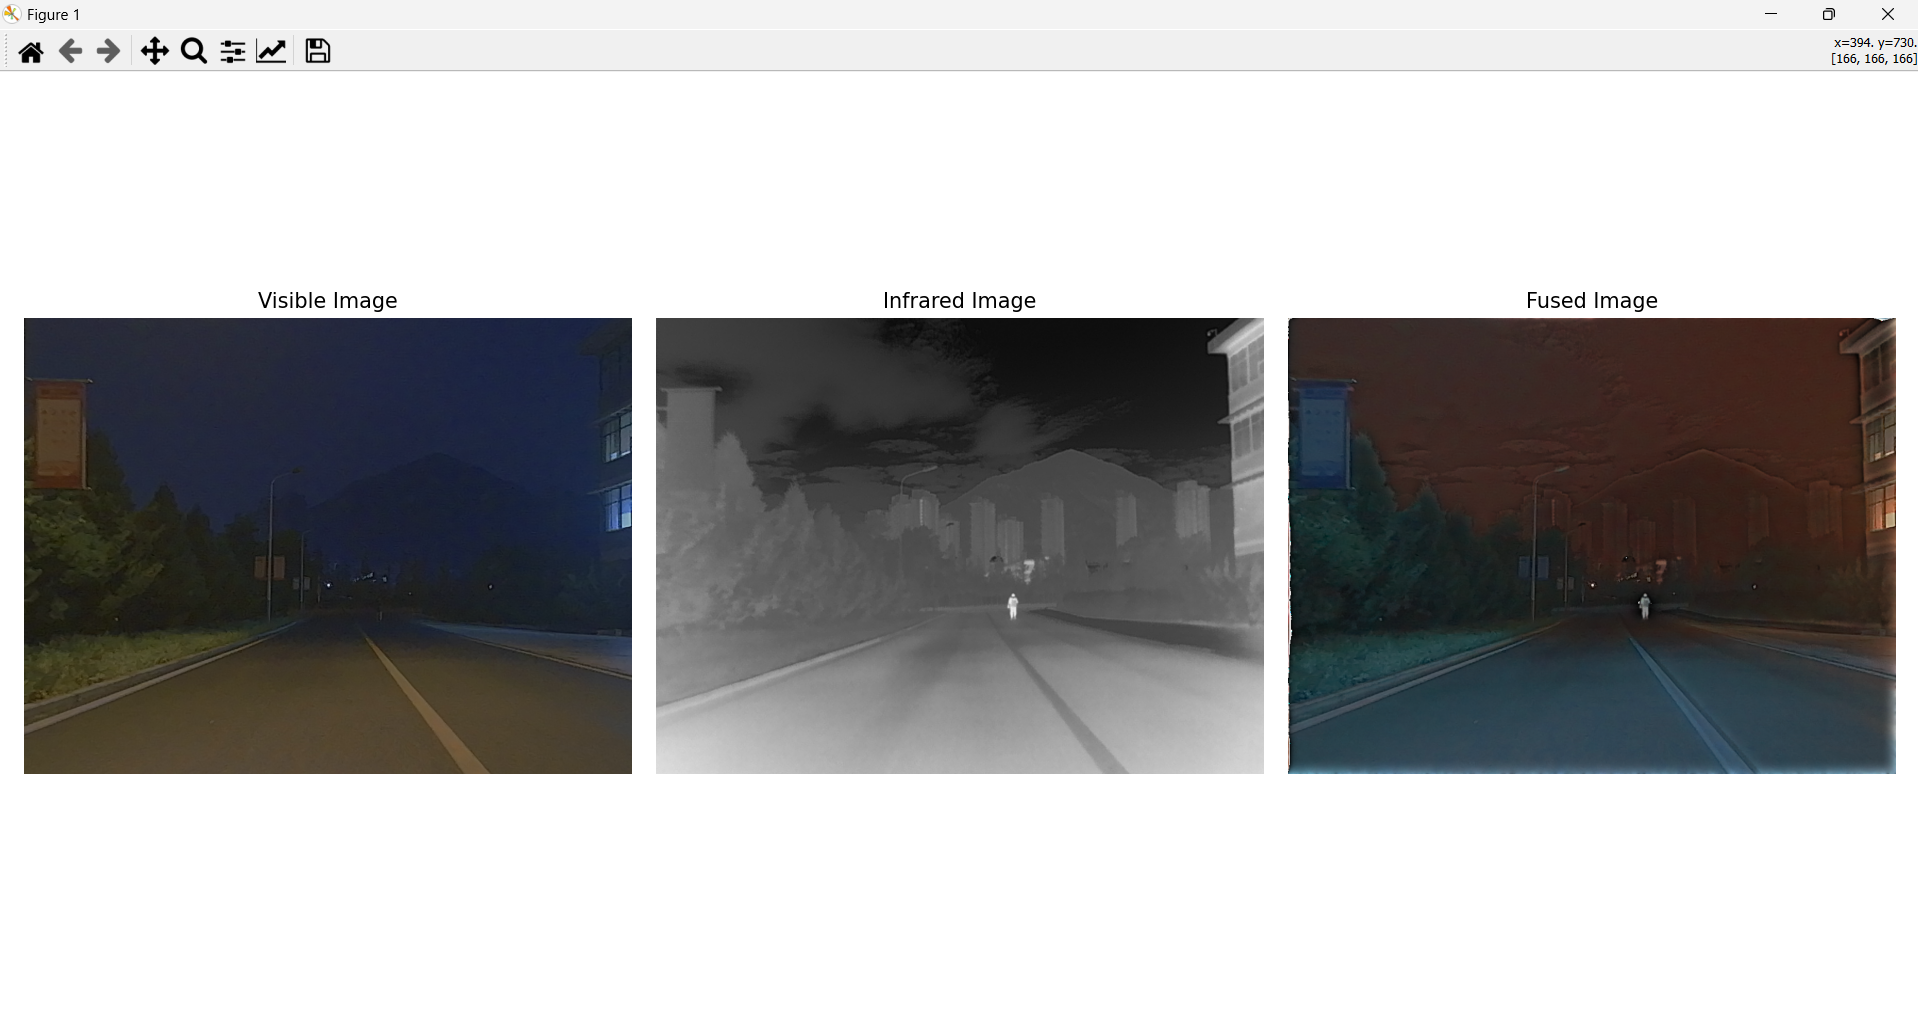 Figure 1
x=394. y=730.
[166, 166, 166]
Visible Image
Infrared Image
Fused Image